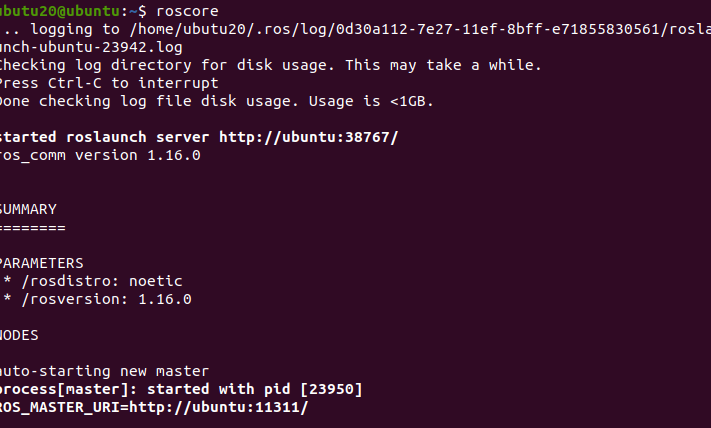 ubutu20@ubuntu:~$ roscore
... logging to /home/ubutu20/.ros/log/0d30a112-7e27-11ef-8bff-e71855830561/rosla
unch-ubuntu-23942.log
Checking log directory for disk usage. This may take a while.
Press Ctrl-C to interrupt
Done checking log file disk usage. Usage is <1GB.

started roslaunch server http://ubuntu:38767/
ros_comm version 1.16.0

SUMMARY
========

PARAMETERS
* /rosdistro: noetic
* /rosversion: 1.16.0

NODES

auto-starting new master
process[master]: started with pid [23950]
ROS_MASTER_URI=http://ubuntu:11311/